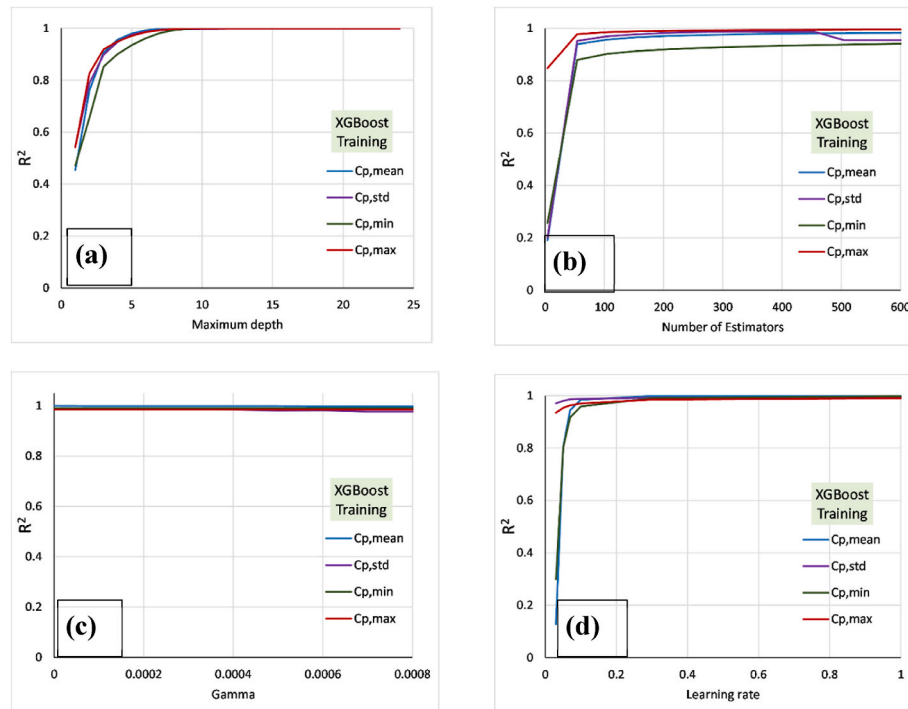 1
0.8
0.6
0.4
0.2
0
R²
0 5 10 15 20 25
Maximum depth
XGBoost
Training
Cp,mean
Cp,std
Cp,min
Cp,max
(a)
1
0.8
0.6
0.4
0.2
0
R²
0 100 200 300 400 500 600
Number of Estimators
XGBoost
Training
Cp,mean
Cp,std
Cp,min
Cp,max
(b)
1
0.8
0.6
0.4
0.2
0
R²
0 0.0002 0.0004 0.0006 0.0008
Gamma
XGBoost
Training
Cp,mean
Cp,std
Cp,min
Cp,max
(c)
1
0.8
0.6
0.4
0.2
0
R²
0 0.2 0.4 0.6 0.8 1
Learning rate
XGBoost
Training
Cp,mean
Cp,std
Cp,min
Cp,max
(d)